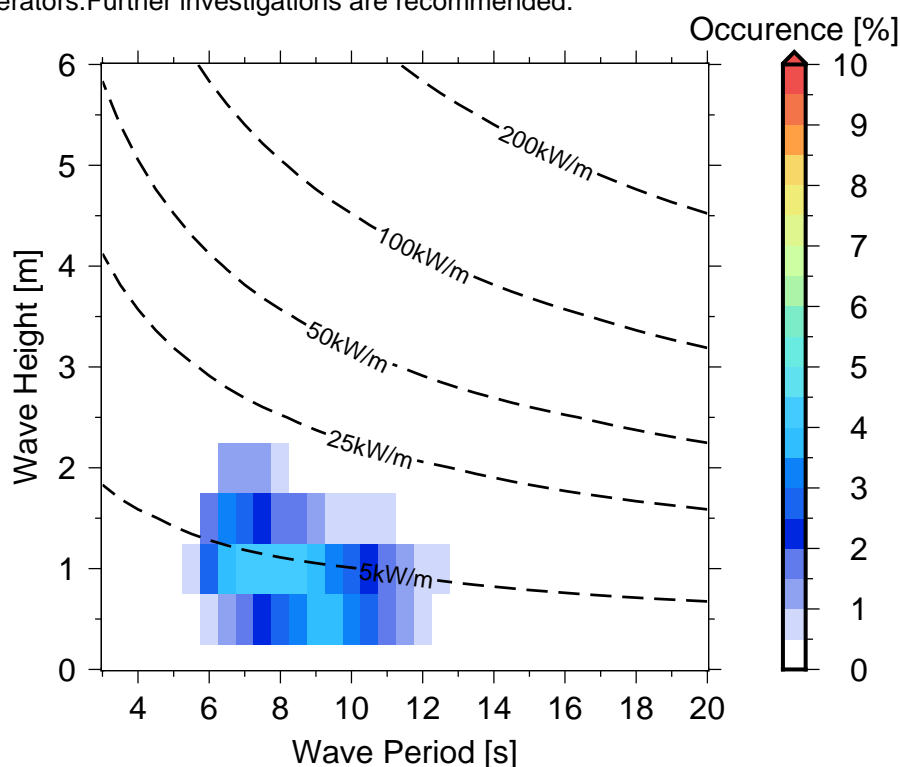 erators.Further investigations are recommended.
Occurence [%]
6
5
4
3
2
1
0
Wave Height [m]
200kW/m
100kW/m
50kW/m
25kW/m
5kW/m
4 6 8 10 12 14 16 18 20
Wave Period [s]
10
9
8
7
6
5
4
3
2
1
0